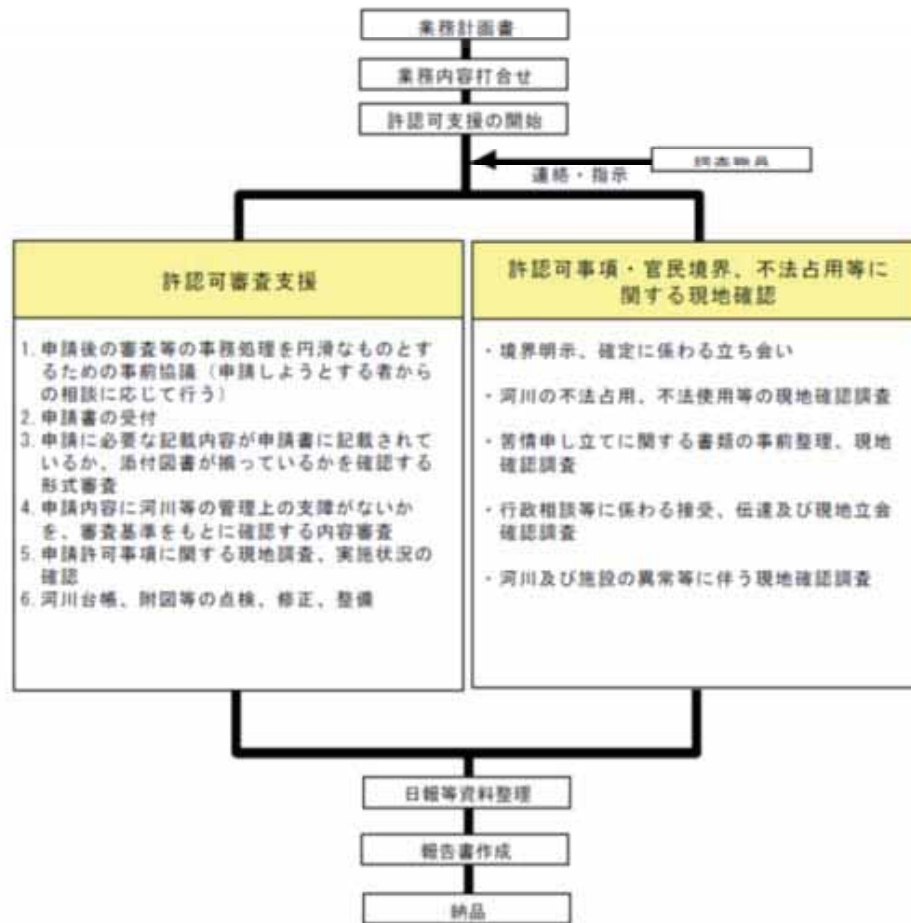 業務計画書
業務内容打合せ
許認可支援の開始
連絡・指示
許認可審査支援
1. 申請後の審査等の事務処理を円滑なものとす
るための事前協議(申請しようとする者から
の相談に応じて行う)
2. 申請書の受付
3. 申請に必要な記載内容が申請書に記載されて
いるか、添付図書が揃っているかを確認する
形式審査
4. 申請内容に河川等の管理上の支障がないか
を、審査基準をもとに確認する内容審査
5. 申請許可事項に関する現地調査、実施状況の
確認
6. 河川台帳、附図等の点検、修正、整備
許認可事項・官民境界、不法占用等に
関する現地確認
・境界明示、確定に係わる立ち会い
・河川の不法占用、不法使用等の現地確認調査
・苦情申し立てに関する書類の事前整理、現地
確認調査
・行政相談等に係わる接受、伝達及び現地立会
確認調査
・河川及び施設の異常等に伴う現地確認調査
日報等資料整理
報告書作成
納品